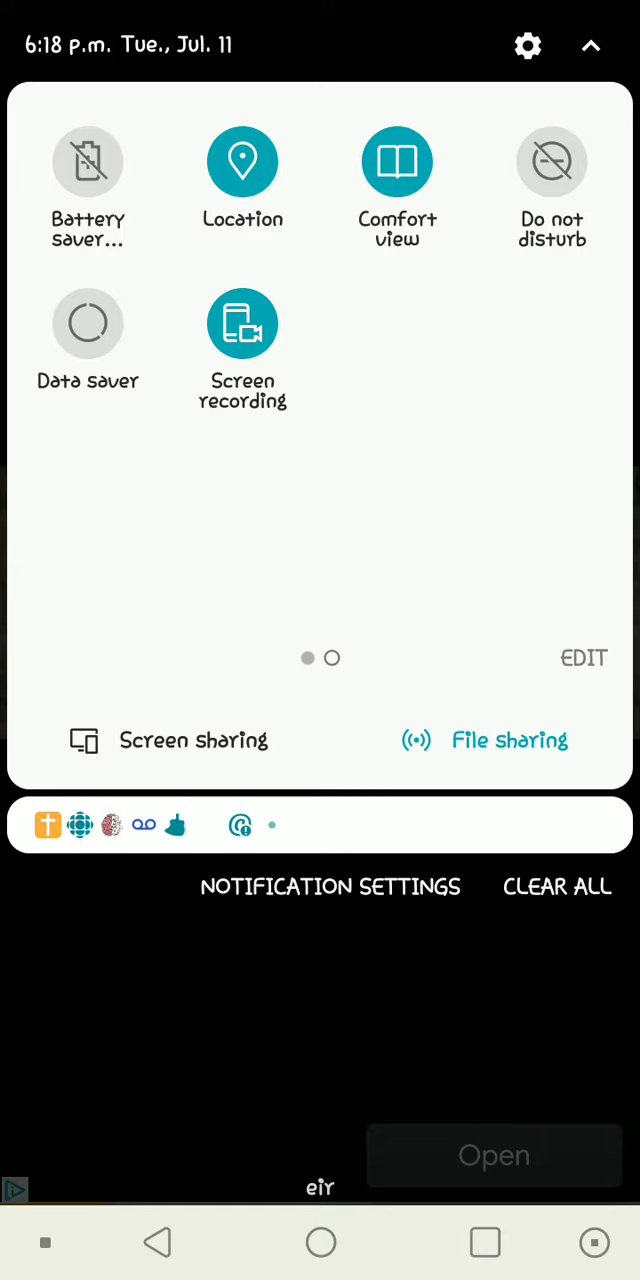 6:18 p.m. Tue., Jul. 11
Battery saver...
Location
Comfort view
Do not disturb
Data saver
Screen recording
EDIT
Screen sharing
File sharing
NOTIFICATION SETTINGS
CLEAR ALL
Open
eir